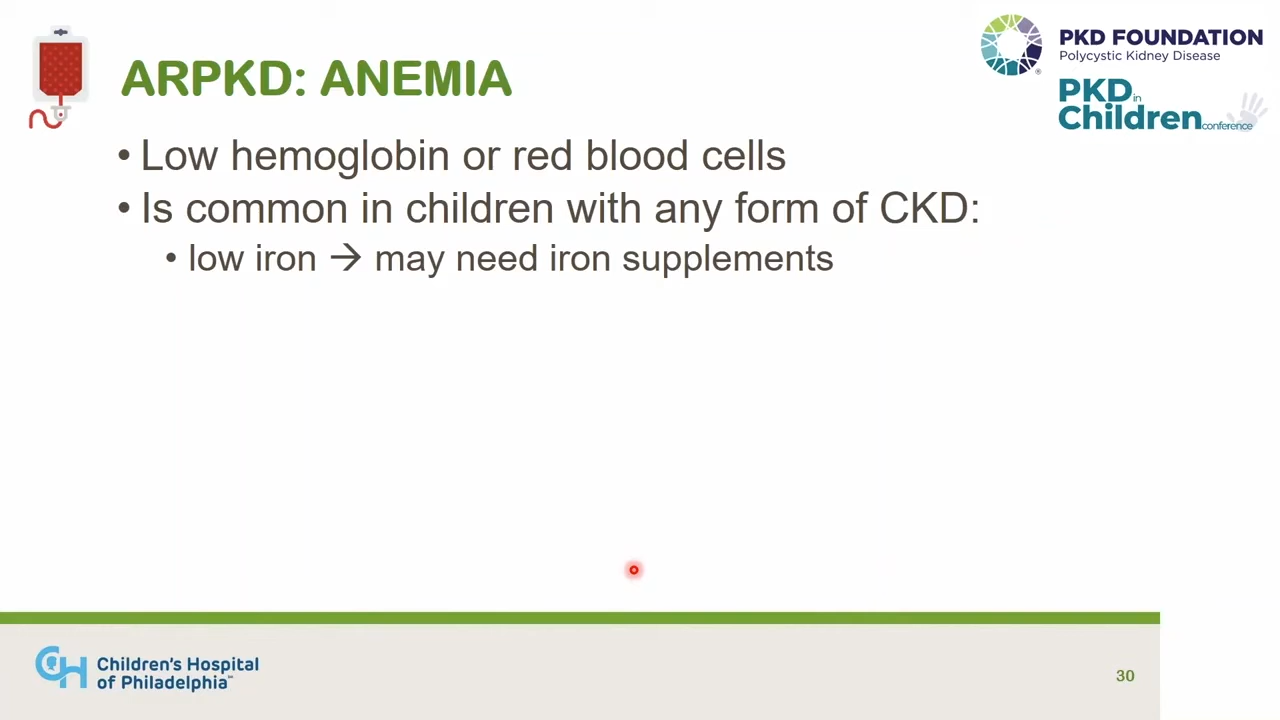 PKD FOUNDATION
Polycystic Kidney Disease
PKD in
Children conference
ARPKD: ANEMIA
• Low hemoglobin or red blood cells
• Is common in children with any form of CKD:
• low iron → may need iron supplements
Children's Hospital
of Philadelphia
30